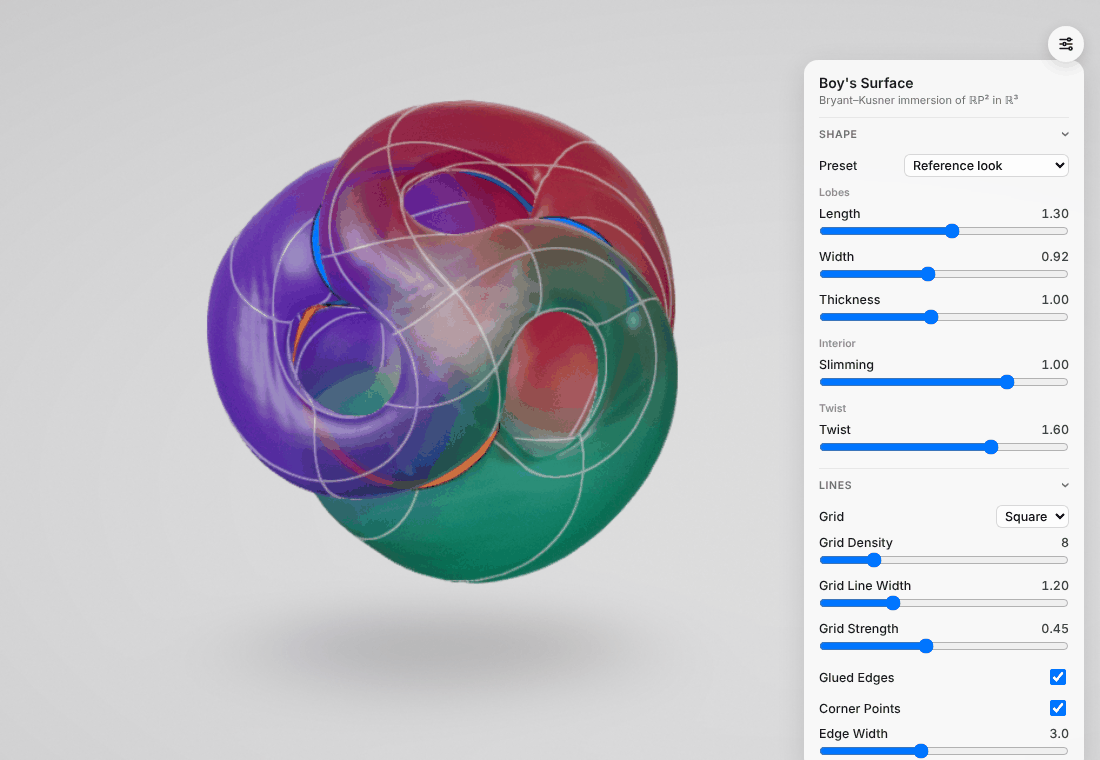 Boy's Surface
Bryant–Kusner immersion of ℝP² in ℝ³
SHAPE
Preset Reference look
Lobes
Length 1.30
Width 0.92
Thickness 1.00
Interior
Slimming 1.00
Twist
Twist 1.60
LINES
Grid Square
Grid Density 8
Grid Line Width 1.20
Grid Strength 0.45
Glued Edges
Corner Points
Edge Width 3.0